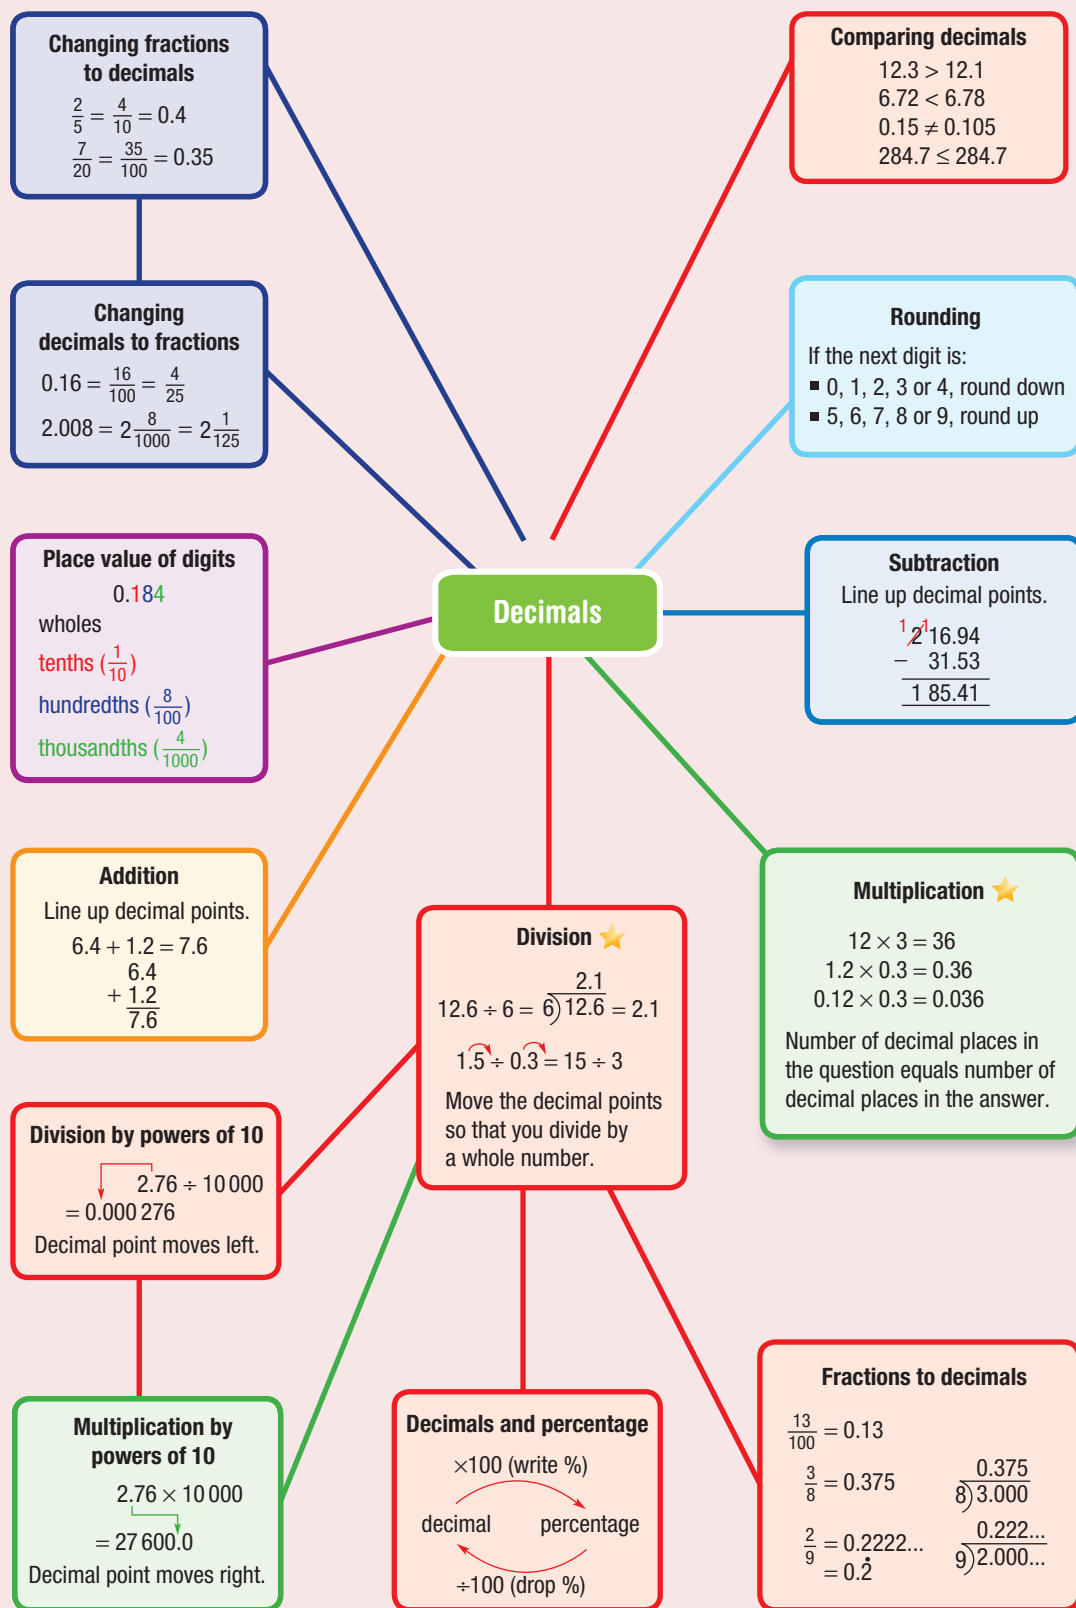 Changing fractions
to decimals
2/5 = 4/10 = 0.4
7/20 = 35/100 = 0.35
Comparing decimals
12.3 > 12.1
6.72 < 6.78
0.15 ≠ 0.105
284.7 ≤ 284.7
Changing
decimals to fractions
0.16 = 16/100 = 4/25
2.008 = 2 8/1000 = 2 1/125
Rounding
If the next digit is:
▪ 0, 1, 2, 3 or 4, round down
▪ 5, 6, 7, 8 or 9, round up
Place value of digits
0.184
wholes
tenths (1/10)
hundredths (8/100)
thousandths (4/1000)
Decimals
Subtraction
Line up decimal points.
1 2 1 16.94
− 31.53
1 85.41
Addition
Line up decimal points.
6.4 + 1.2 = 7.6
6.4
+ 1.2
7.6
Division
2.1
12.6 ÷ 6 = 6)12.6 = 2.1
1.5 ÷ 0.3 = 15 ÷ 3
Move the decimal points
so that you divide by
a whole number.
Multiplication
12 × 3 = 36
1.2 × 0.3 = 0.36
0.12 × 0.3 = 0.036
Number of decimal places in
the question equals number of
decimal places in the answer.
Division by powers of 10
2.76 ÷ 10 000
= 0.000 276
Decimal point moves left.
Multiplication by
powers of 10
2.76 × 10 000
= 27 600.0
Decimal point moves right.
Decimals and percentage
×100 (write %)
decimal percentage
÷100 (drop %)
Fractions to decimals
13/100 = 0.13
3/8 = 0.375
0.375
8)3.000
2/9 = 0.2222...
= 0.2̇
0.222...
9)2.000...